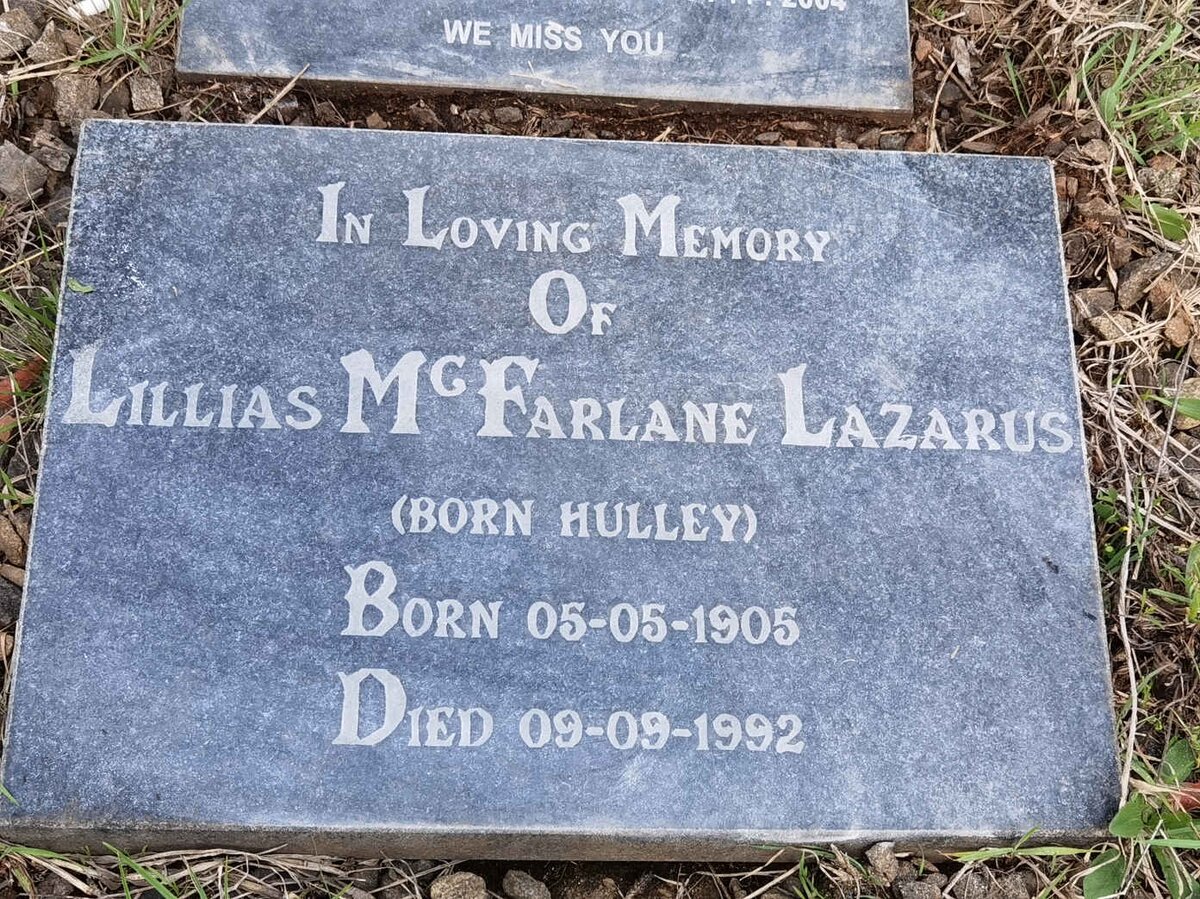 2004
WE MISS YOU
IN LOVING MEMORY
OF
LILLIAS MCFARLANE LAZARUS
(BORN HULLEY)
BORN 05-05-1905
DIED 09-09-1992